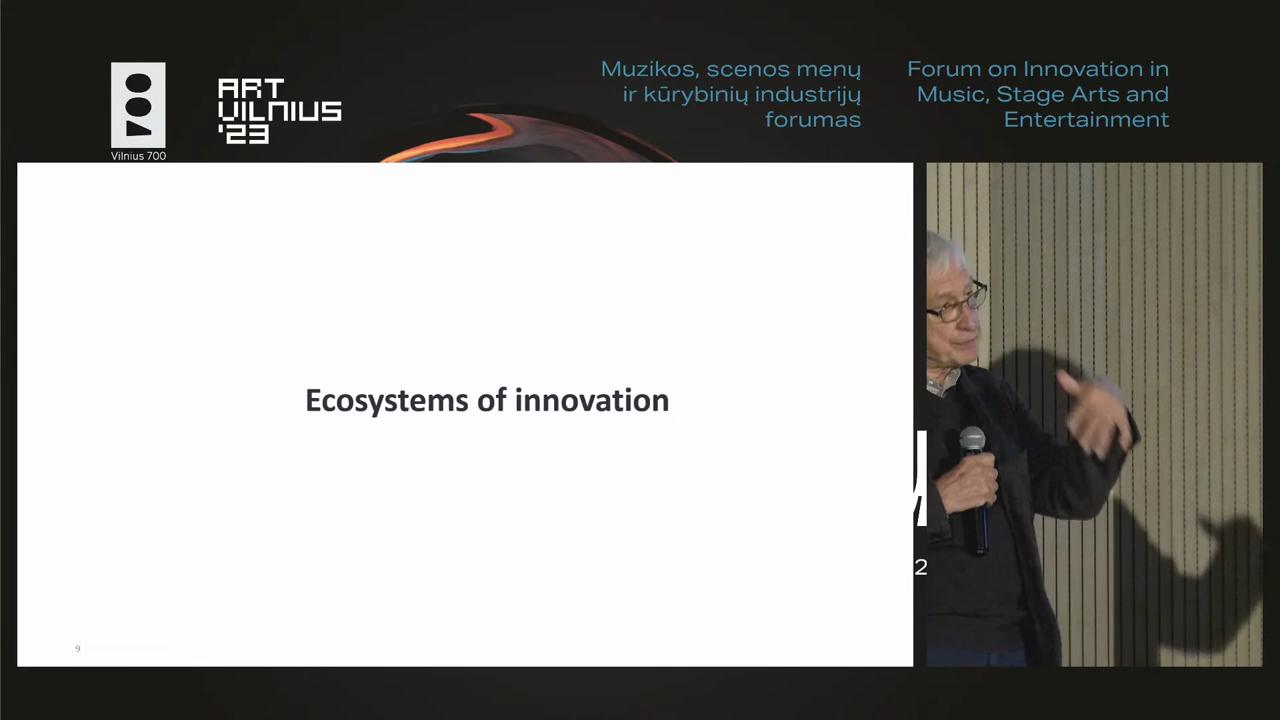 Vilnius 700
ART
VILNIUS
'23
Muzikos, scenos menų
ir kūrybinių industrijų
forumas
Forum on Innovation in
Music, Stage Arts and
Entertainment
Ecosystems of innovation
2
9